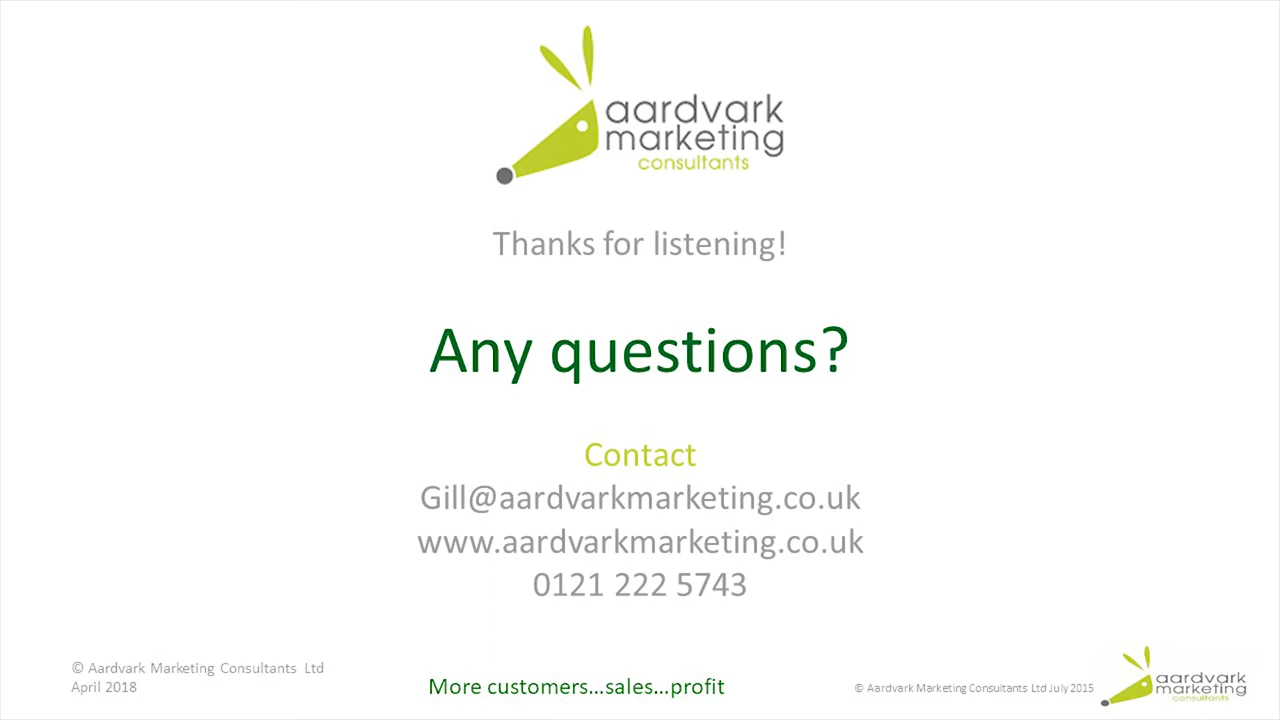 aardvark
marketing
consultants
Thanks for listening!
Any questions?
Contact
Gill@aardvarkmarketing.co.uk
www.aardvarkmarketing.co.uk
0121 222 5743
© Aardvark Marketing Consultants Ltd
April 2018
More customers...sales...profit
© Aardvark Marketing Consultants Ltd July 2015
aardvark
marketing
consultants